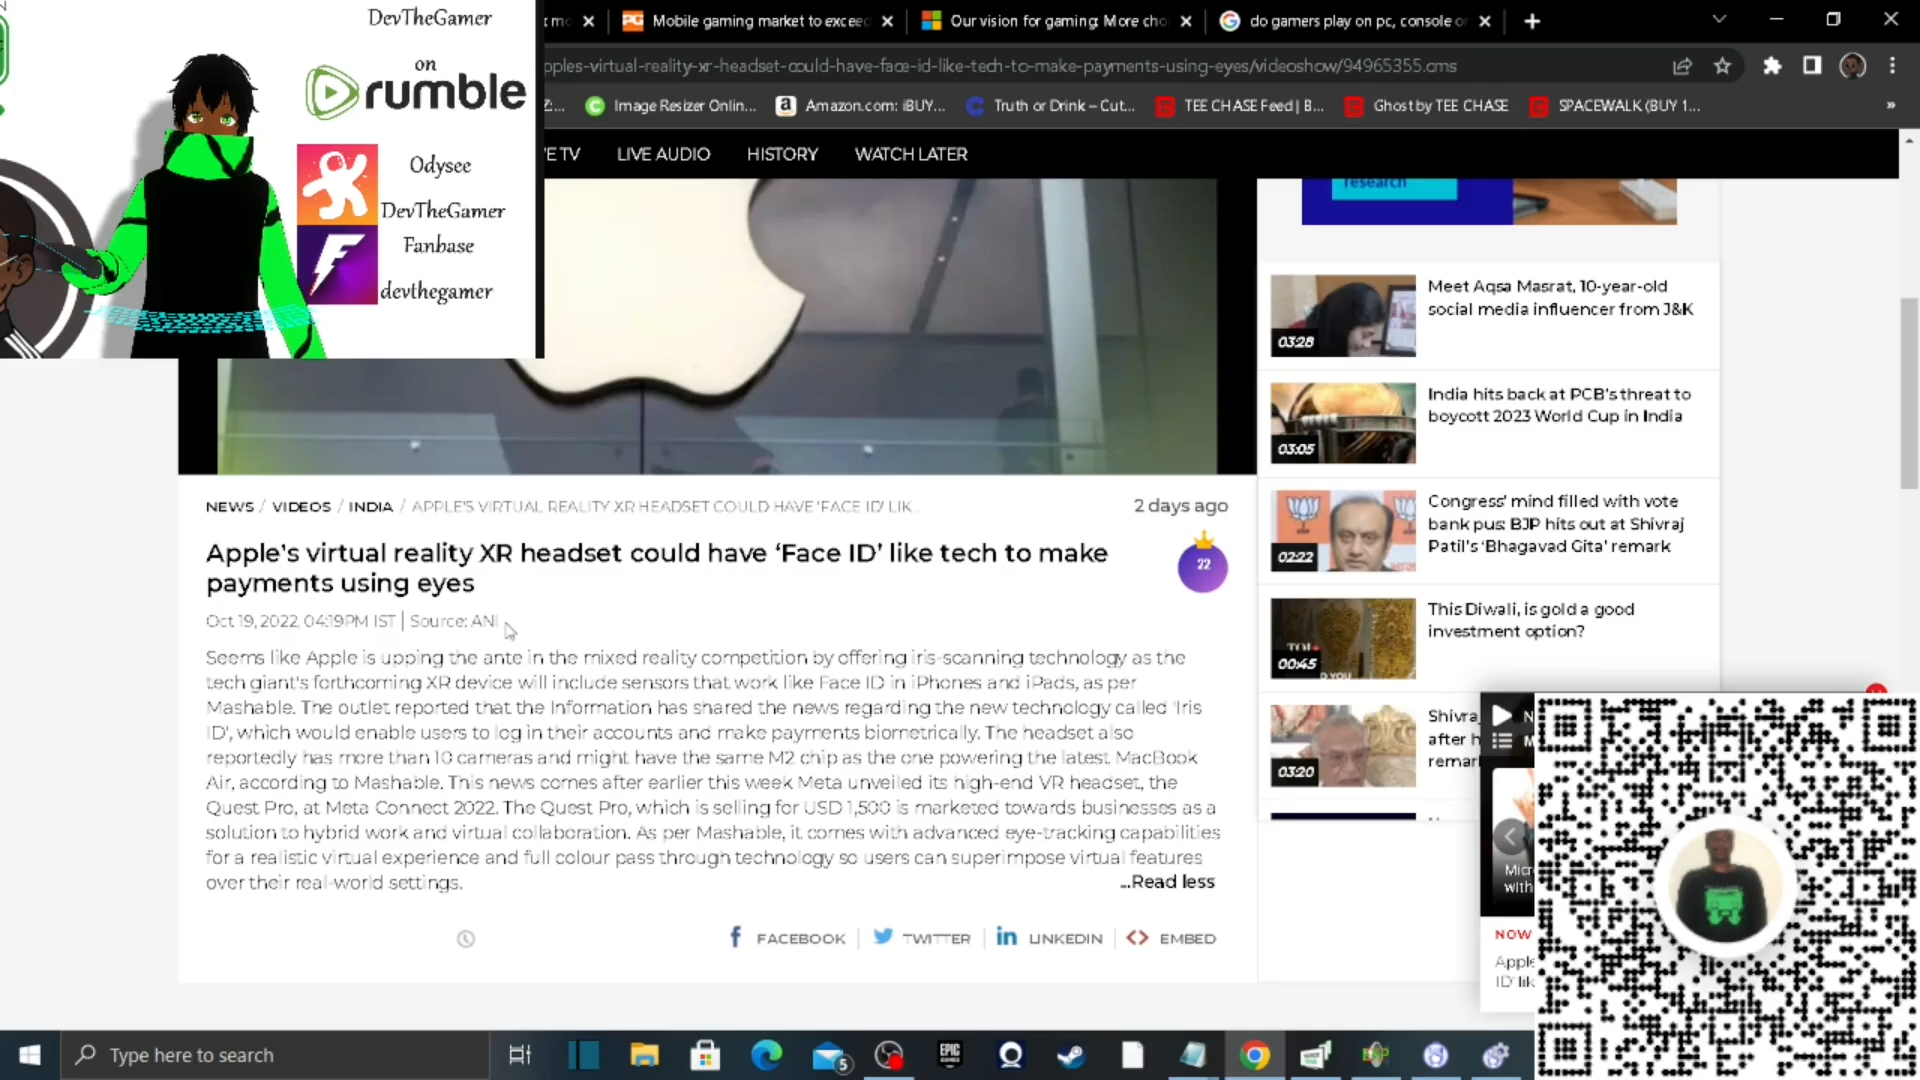 DevTheGamer
on
rumble
Odysee
DevTheGamer
Fanbase
devthegamer
Mobile gaming market to exceed
Our vision for gaming: More cho
do gamers play on pc, console or
pples-virtual-reality-xr-headset-could-have-face-id-like-tech-to-make-payments-using-eyes/videoshow/94965355.cms
Image Resizer Onlin...
Amazon.com: iBUY...
Truth or Drink – Cut...
TEE CHASE Feed | B...
Ghost by TEE CHASE
SPACEWALK (BUY 1...
»
E TV
LIVE AUDIO
HISTORY
WATCH LATER
research
NEWS / VIDEOS / INDIA / APPLE'S VIRTUAL REALITY XR HEADSET COULD HAVE 'FACE ID' LIK...
2 days ago
Apple's virtual reality XR headset could have 'Face ID' like tech to make
payments using eyes
22
Oct 19, 2022, 04:19PM IST | Source: ANI
Seems like Apple is upping the ante in the mixed reality competition by offering iris-scanning technology as the
tech giant's forthcoming XR device will include sensors that work like Face ID in iPhones and iPads, as per
Mashable. The outlet reported that the Information has shared the news regarding the new technology called 'Iris
ID', which would enable users to log in their accounts and make payments biometrically. The headset also
reportedly has more than 10 cameras and might have the same M2 chip as the one powering the latest MacBook
Air, according to Mashable. This news comes after earlier this week Meta unveiled its high-end VR headset, the
Quest Pro, at Meta Connect 2022. The Quest Pro, which is selling for USD 1,500 is marketed towards businesses as a
solution to hybrid work and virtual collaboration. As per Mashable, it comes with advanced eye-tracking capabilities
for a realistic virtual experience and full colour pass through technology so users can superimpose virtual features
over their real-world settings.
...Read less
FACEBOOK
TWITTER
LINKEDIN
EMBED
03:28
Meet Aqsa Masrat, 10-year-old
social media influencer from J&K
03:05
India hits back at PCB's threat to
boycott 2023 World Cup in India
02:22
Congress' mind filled with vote
bank pus: BJP hits out at Shivraj
Patil's 'Bhagavad Gita' remark
00:45
This Diwali, is gold a good
investment option?
03:20
Shivraj
after h
remark
Micr
with
NOW
Apple
ID' lik
Type here to search
5
EPIC
GAMES